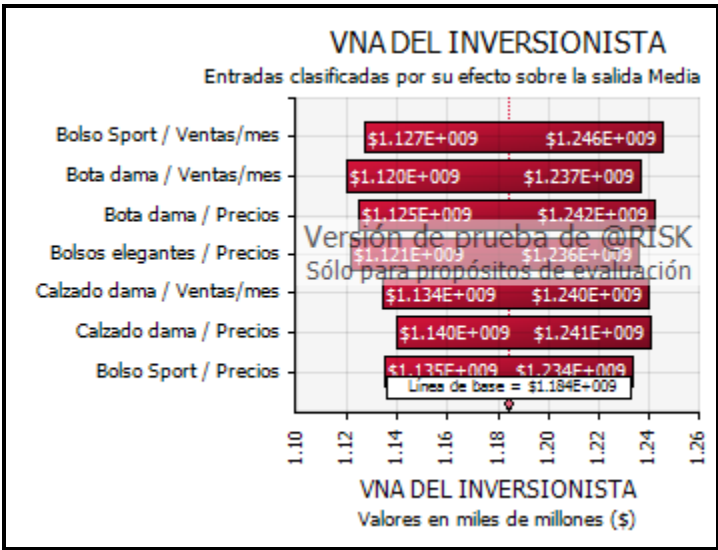 VNA DEL INVERSIONISTA
Entradas clasificadas por su efecto sobre la salida Media
Bolso Sport / Ventas/mes $1.127E+009 $1.246E+009
Bota dama / Ventas/mes $1.120E+009 $1.237E+009
Bota dama / Precios $1.125E+009 $1.242E+009
Versión de prueba de @RISK
Bolsos elegantes / Precios $1.121E+009 $1.236E+009
Sólo para propósitos de evaluación
Calzado dama / Ventas/mes $1.134E+009 $1.240E+009
Calzado dama / Precios $1.140E+009 $1.241E+009
Bolso Sport / Precios $1.135E+009 $1.234E+009
Línea de base = $1.184E+009
1.10 1.12 1.14 1.16 1.18 1.20 1.22 1.24 1.26
VNA DEL INVERSIONISTA
Valores en miles de millones ($)